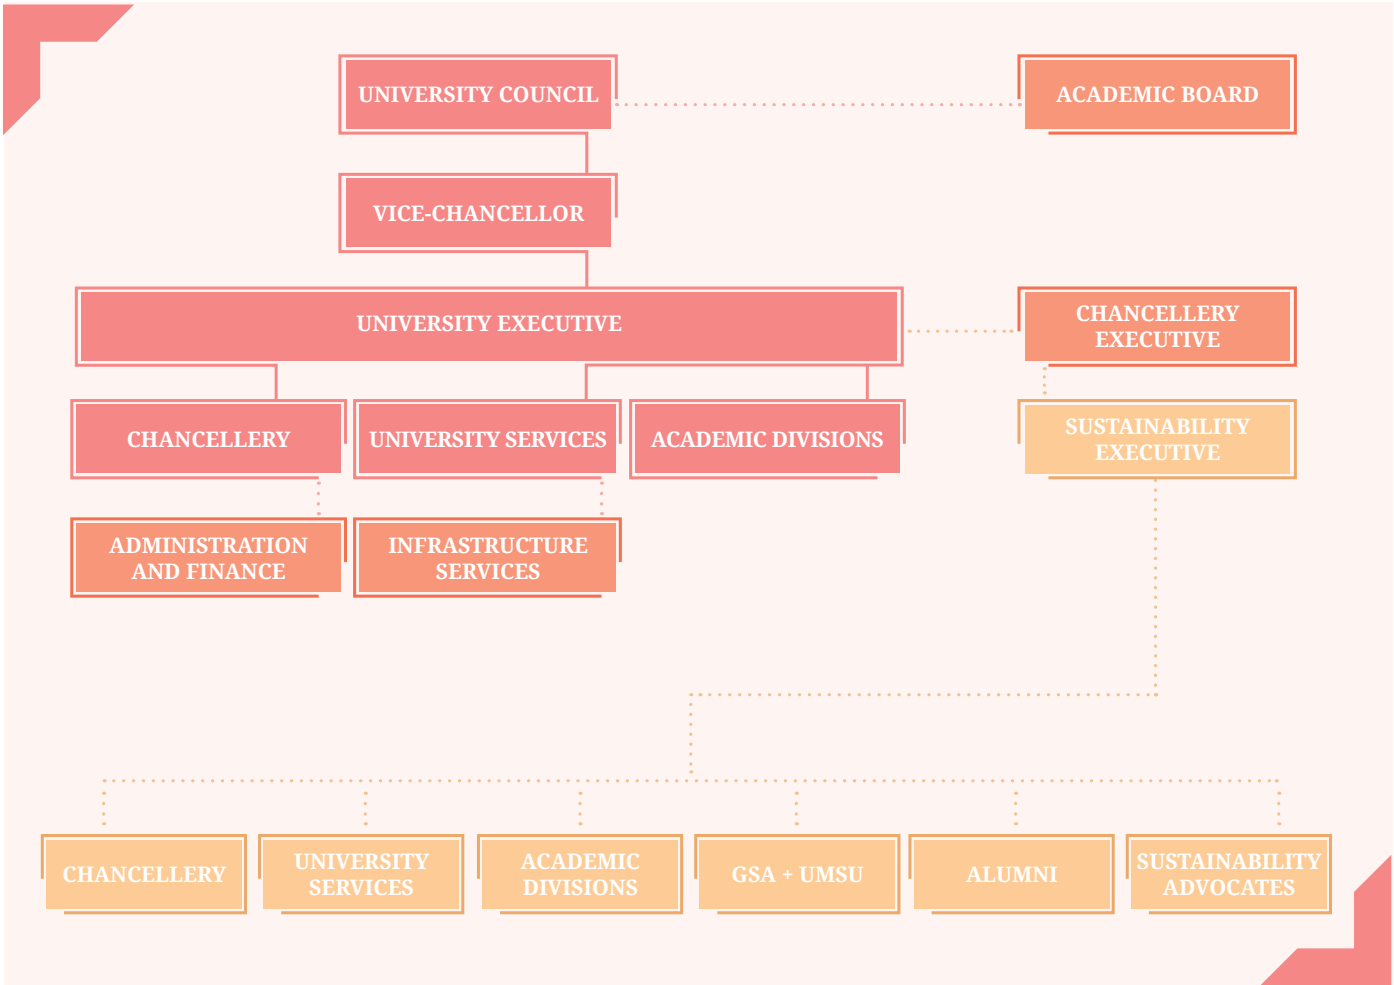 UNIVERSITY COUNCIL
ACADEMIC BOARD
VICE-CHANCELLOR
UNIVERSITY EXECUTIVE
CHANCELLERY
EXECUTIVE
CHANCELLERY
UNIVERSITY SERVICES
ACADEMIC DIVISIONS
SUSTAINABILITY
EXECUTIVE
ADMINISTRATION
AND FINANCE
INFRASTRUCTURE
SERVICES
CHANCELLERY
UNIVERSITY
SERVICES
ACADEMIC
DIVISIONS
GSA + UMSU
ALUMNI
SUSTAINABILITY
ADVOCATES